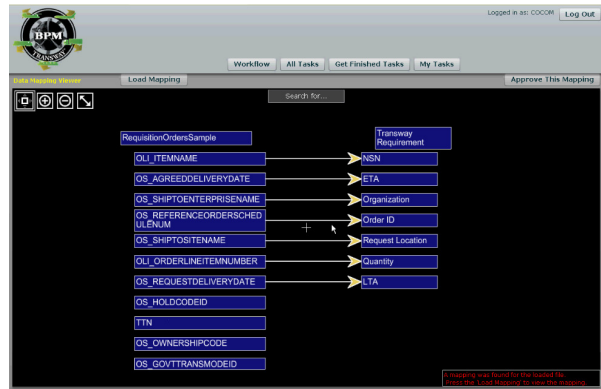 Logged in as: COCOM
Log Out
BPM
TRANSWAY
Workflow
All Tasks
Get Finished Tasks
My Tasks
Data Mapping Viewer
Load Mapping
Approve This Mapping
Search for...
RequisitionOrdersSample
Transway
Requirement
OLI_ITEMNAME
NSN
OS_AGREEDDELIVERYDATE
ETA
OS_SHIPTOENTERPRISENAME
Organization
OS_REFERENCEORDERSCHED
ULENUM
Order ID
OS_SHIPTOSITENAME
Request Location
OLI_ORDERLINEITEMNUMBER
Quantity
OS_REQUESTDELIVERYDATE
LTA
OS_HOLDCODEID
TTN
OS_OWNERSHIPCODE
OS_GOVTTRANSMODEID
A mapping was found for the loaded file.
Press the 'Load Mapping' to view the mapping.